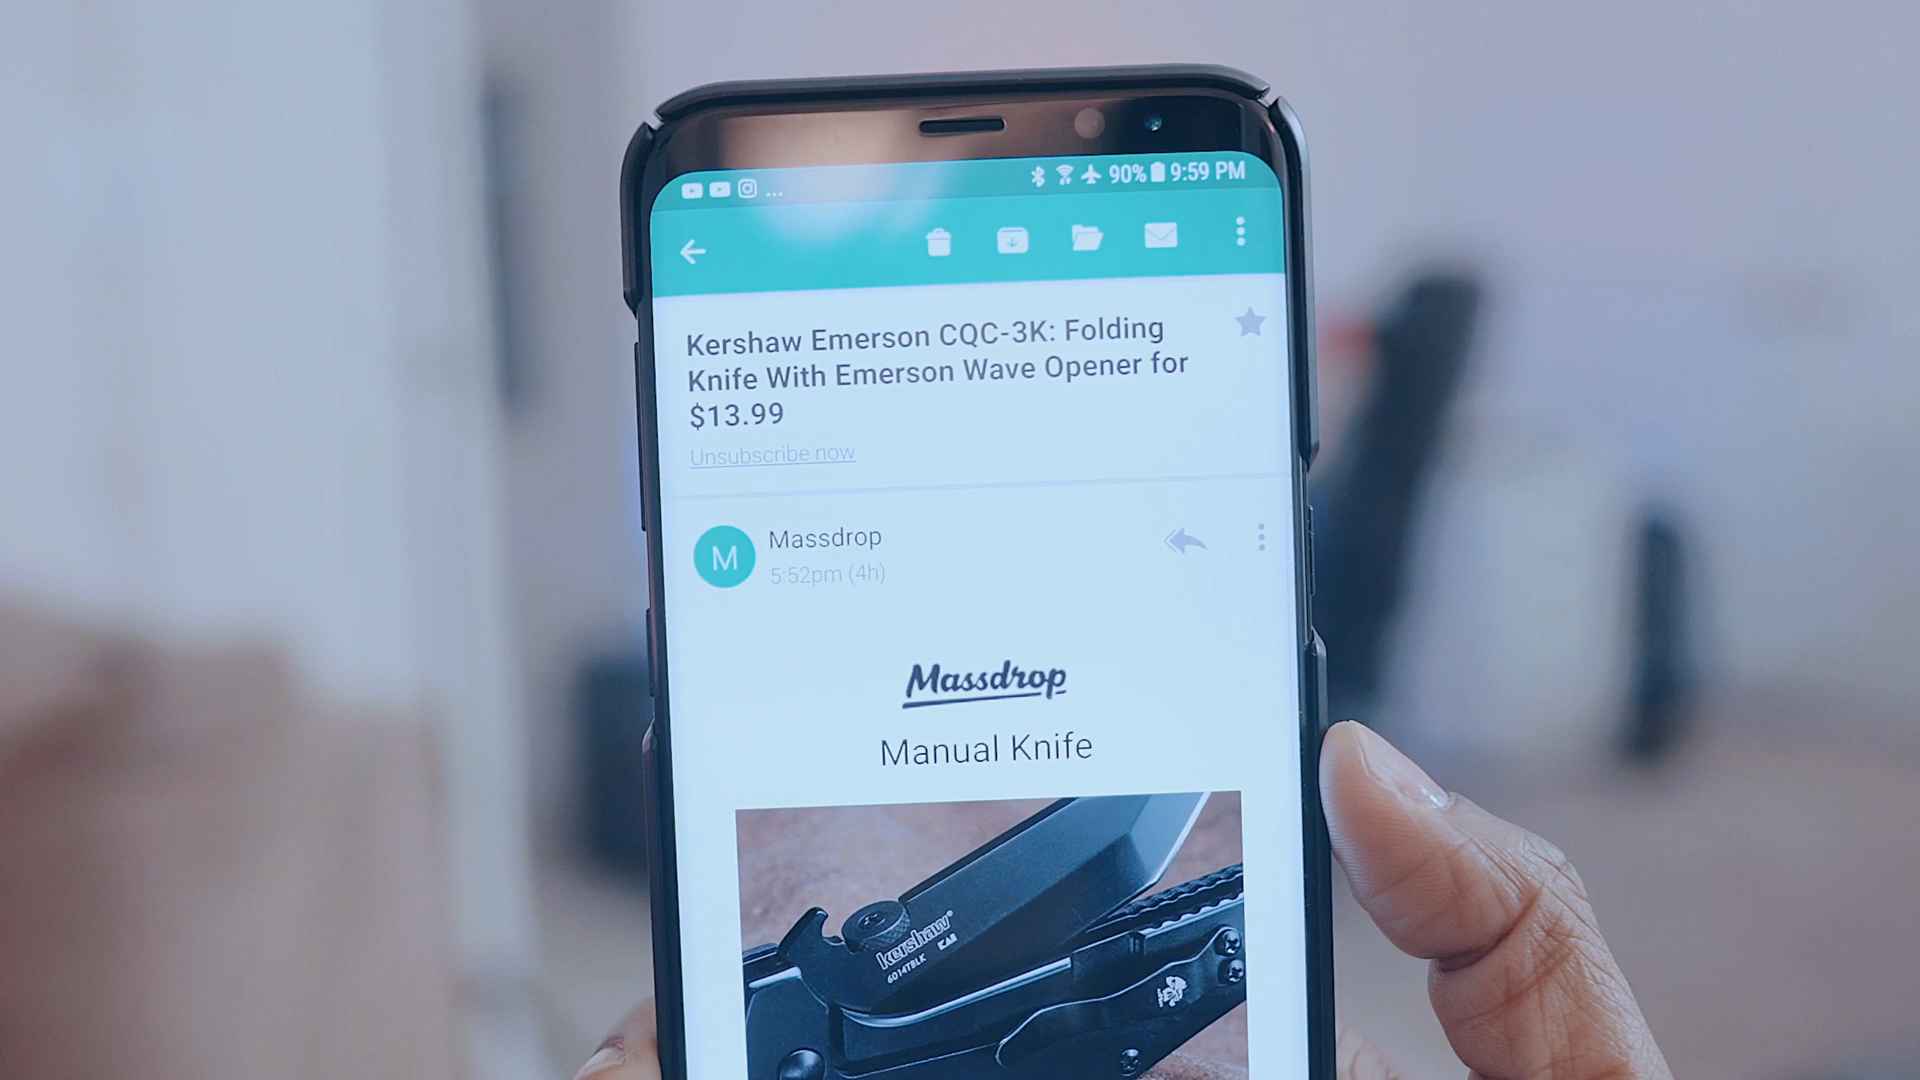 ... 90% 9:59 PM
Kershaw Emerson CQC-3K: Folding
Knife With Emerson Wave Opener for
$13.99
Unsubscribe now
M
Massdrop
5:52pm (4h)
Massdrop
Manual Knife
kershaw®
KAI
6014TBLK